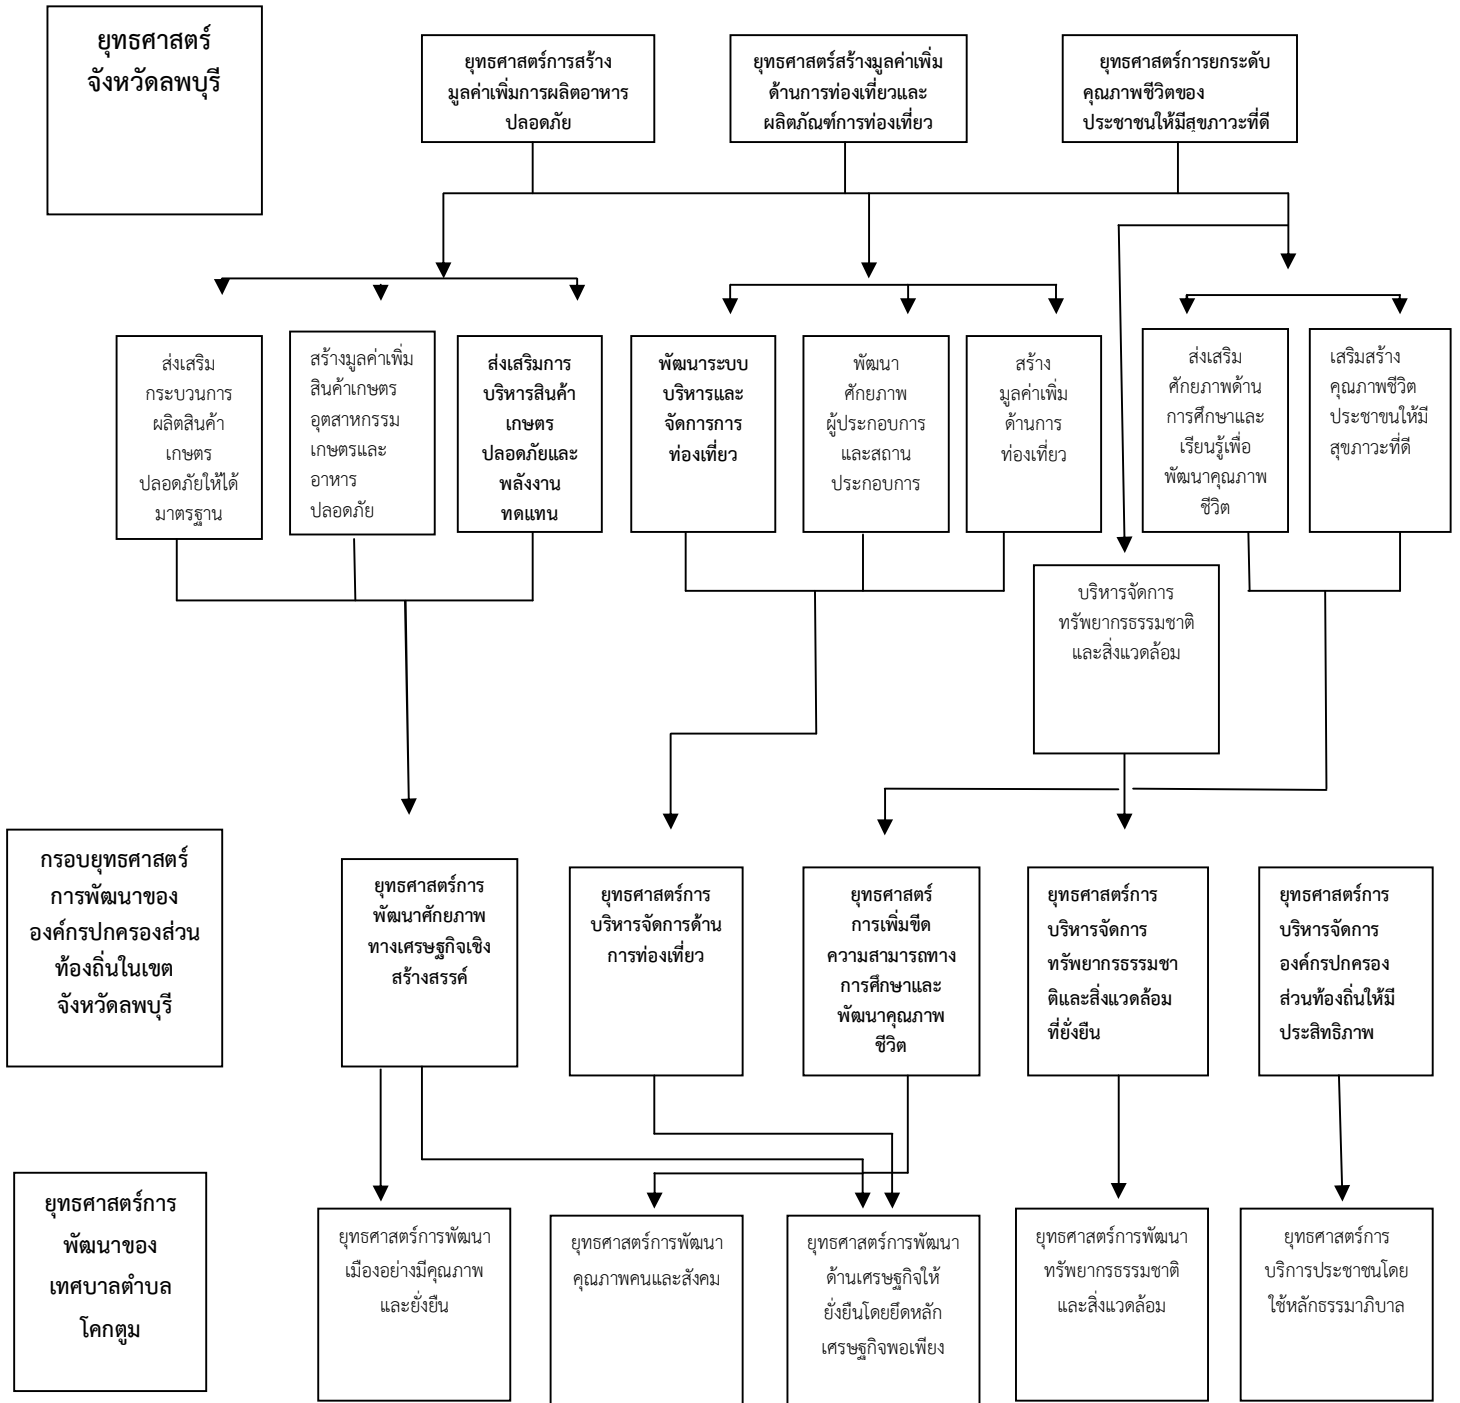 ยุทธศาสตร์
จังหวัดลพบุรี
ยุทธศาสตร์การสร้าง
มูลค่าเพิ่มการผลิตอาหาร
ปลอดภัย
ยุทธศาสตร์สร้างมูลค่าเพิ่ม
ด้านการท่องเที่ยวและ
ผลิตภัณฑ์การท่องเที่ยว
ยุทธศาสตร์การยกระดับ
คุณภาพชีวิตของ
ประชาชนให้มีสุขภาวะที่ดี
ส่งเสริม
กระบวนการ
ผลิตสินค้า
เกษตร
ปลอดภัยให้ได้
มาตรฐาน
สร้างมูลค่าเพิ่ม
สินค้าเกษตร
อุตสาหกรรม
เกษตรและ
อาหาร
ปลอดภัย
ส่งเสริมการ
บริหารสินค้า
เกษตร
ปลอดภัยและ
พลังงาน
ทดแทน
พัฒนาระบบ
บริหารและ
จัดการการ
ท่องเที่ยว
พัฒนา
ศักยภาพ
ผู้ประกอบการ
และสถาน
ประกอบการ
สร้าง
มูลค่าเพิ่ม
ด้านการ
ท่องเที่ยว
ส่งเสริม
ศักยภาพด้าน
การศึกษาและ
เรียนรู้เพื่อ
พัฒนาคุณภาพ
ชีวิต
เสริมสร้าง
คุณภาพชีวิต
ประชาขนให้มี
สุขภาวะที่ดี
บริหารจัดการ
ทรัพยากรธรรมชาติ
และสิ่งแวดล้อม
กรอบยุทธศาสตร์
การพัฒนาของ
องค์กรปกครองส่วน
ท้องถิ่นในเขต
จังหวัดลพบุรี
ยุทธศาสตร์การ
พัฒนาศักยภาพ
ทางเศรษฐกิจเชิง
สร้างสรรค์
ยุทธศาสตร์การ
บริหารจัดการด้าน
การท่องเที่ยว
ยุทธศาสตร์
การเพิ่มขีด
ความสามารถทาง
การศึกษาและ
พัฒนาคุณภาพ
ชีวิต
ยุทธศาสตร์การ
บริหารจัดการ
ทรัพยากรธรรมชา
ติและสิ่งแวดล้อม
ที่ยั่งยืน
ยุทธศาสตร์การ
บริหารจัดการ
องค์กรปกครอง
ส่วนท้องถิ่นให้มี
ประสิทธิภาพ
ยุทธศาสตร์การ
พัฒนาของ
เทศบาลตำบล
โคกตูม
ยุทธศาสตร์การพัฒนา
เมืองอย่างมีคุณภาพ
และยั่งยืน
ยุทธศาสตร์การพัฒนา
คุณภาพคนและสังคม
ยุทธศาสตร์การพัฒนา
ด้านเศรษฐกิจให้
ยั่งยืนโดยยึดหลัก
เศรษฐกิจพอเพียง
ยุทธศาสตร์การพัฒนา
ทรัพยากรธรรมชาติ
และสิ่งแวดล้อม
ยุทธศาสตร์การ
บริการประชาชนโดย
ใช้หลักธรรมาภิบาล